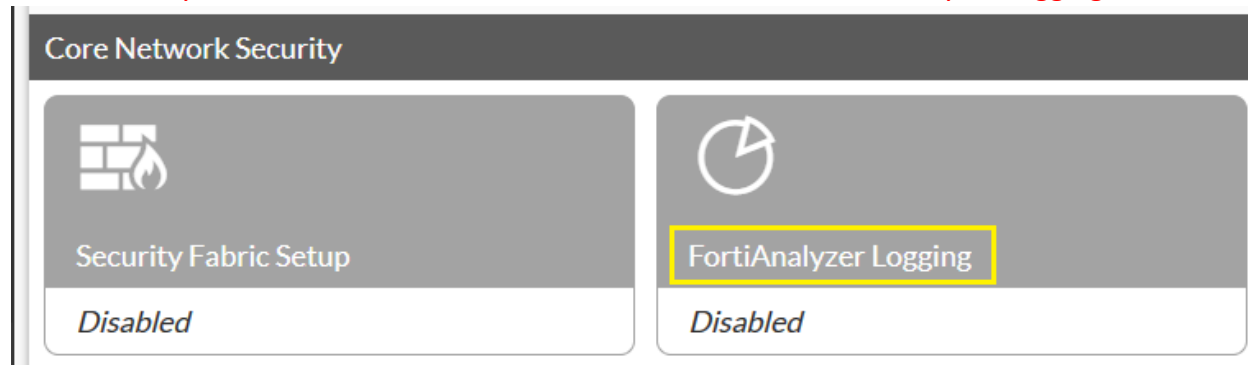 Core Network Security
Security Fabric Setup
FortiAnalyzer Logging
Disabled
Disabled